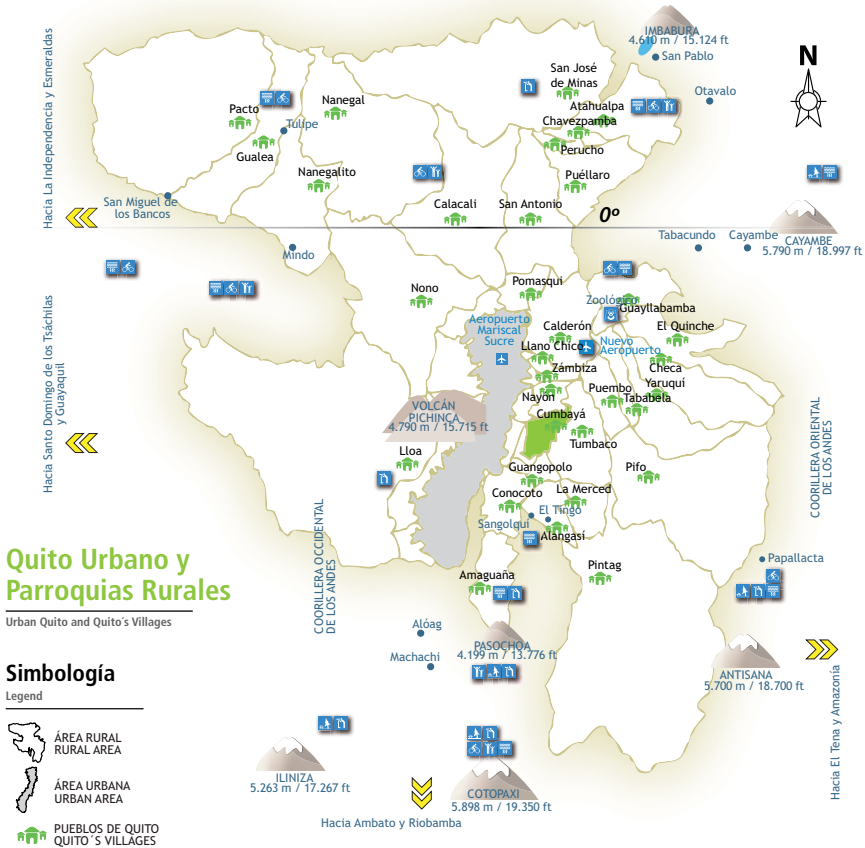 IMBABURA
4.610 m / 15.124 ft
San Pablo
Otavalo
N
San José
de Minas
Atahualpa
Chavezpamba
Perucho
Puéllaro
Pacto
Nanegal
Tulipe
Gualea
Nanegalito
Calacali
San Antonio
0º
San Miguel de
los Bancos
Mindo
Tabacundo
Cayambe
CAYAMBE
5.790 m / 18.997 ft
Hacia La Independencia y Esmeraldas
Nono
Pomasqui
Zoológico
Guayllabamba
El Quinche
Aeropuerto
Mariscal
Sucre
Calderón
Llano Chico
Nuevo
Aeropuerto
Checa
Zámbiza
Yaruquí
Nayón
Puembo
Tababela
Cumbayá
Tumbaco
VOLCÁN
PICHINCA
4.790 m / 15.715 ft
Hacia Santo Domingo de los Tsáchilas
y Guayaquil
Lloa
Guangopolo
Pifo
Conocoto
La Merced
El Tingo
Sangolquí
Alangasí
COORILLERA ORIENTAL
DE LOS ANDES
COORILLERA OCCIDENTAL
DE LOS ANDES
Quito Urbano y
Parroquias Rurales
Urban Quito and Quito´s Villages
Amaguaña
Pintag
Papallacta
Alóag
Machachi
PASOCHOA
4.199 m / 13.776 ft
ANTISANA
5.700 m / 18.700 ft
Hacia El Tena y Amazonía
Simbología
Legend
ÁREA RURAL
RURAL AREA
ÁREA URBANA
URBAN AREA
PUEBLOS DE QUITO
QUITO´S VILLAGES
ILINIZA
5.263 m / 17.267 ft
COTOPAXI
5.898 m / 19.350 ft
Hacia Ambato y Riobamba